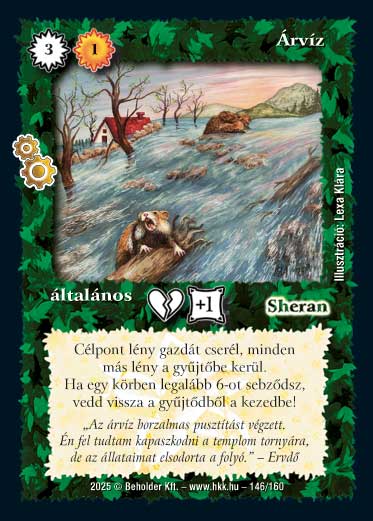 Árvíz
3
1
Illusztráció: Lexa Klára
általános
+1
Sheran
Célpont lény gazdát cserél, minden
más lény a gyűjtőbe kerül.
Ha egy körben legalább 6-ot sebződsz,
vedd vissza a gyűjtődből a kezedbe!
„Az árvíz borzalmas pusztítást végzett.
Én fel tudtam kapaszkodni a templom tornyára,
de az állataimat elsodorta a folyó.” – Ervdő
2025 © Beholder Kft. – www.hkk.hu – 146/160